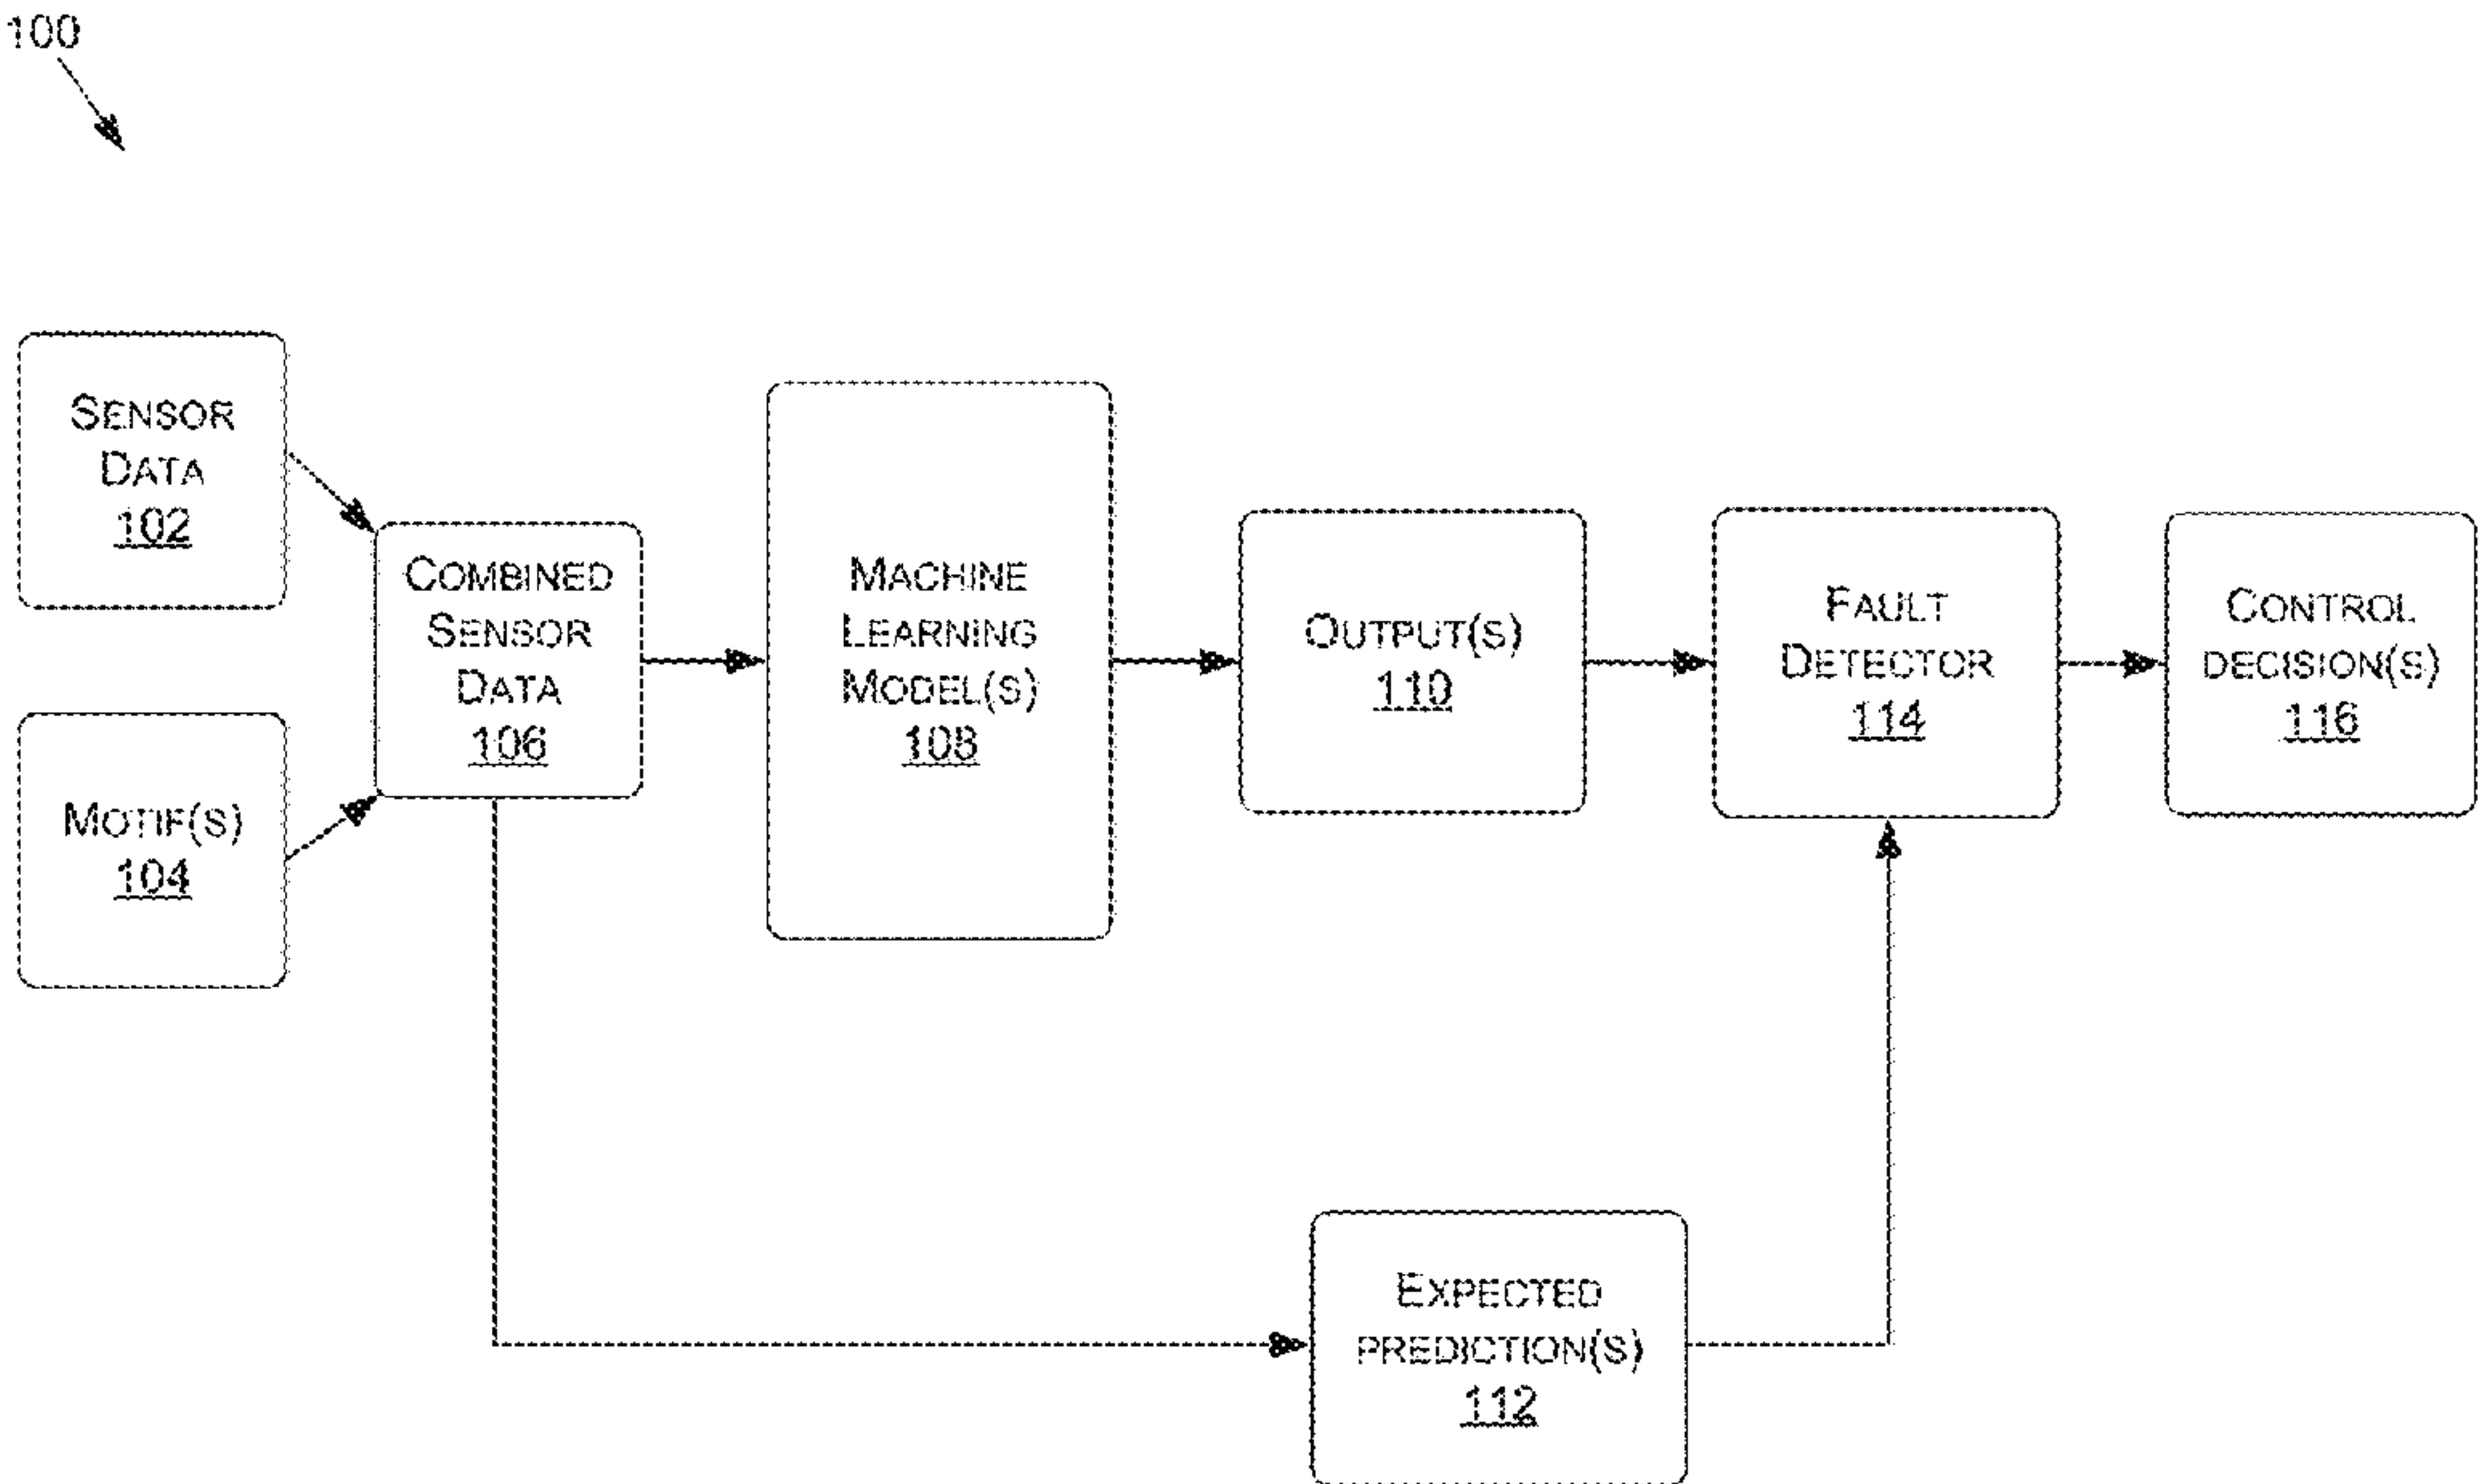 100
SENSOR
DATA
102
MOTIF(S)
104
COMBINED
SENSOR
DATA
106
MACHINE
LEARNING
MODEL(S)
108
OUTPUT(S)
110
FAULT
DETECTOR
114
CONTROL
DECISION(S)
116
EXPECTED
PREDICTION(S)
112